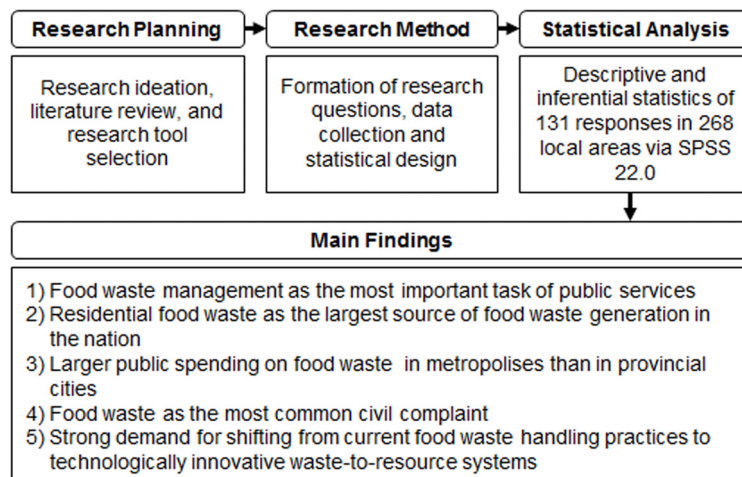 Research Planning
Research Method
Statistical Analysis
Research ideation,
literature review, and
research tool
selection
Formation of research
questions, data
collection and
statistical design
Descriptive and
inferential statistics of
131 responses in 268
local areas via SPSS
22.0
Main Findings
1) Food waste management as the most important task of public services
2) Residential food waste as the largest source of food waste generation in
the nation
3) Larger public spending on food waste in metropolises than in provincial
cities
4) Food waste as the most common civil complaint
5) Strong demand for shifting from current food waste handling practices to
technologically innovative waste-to-resource systems